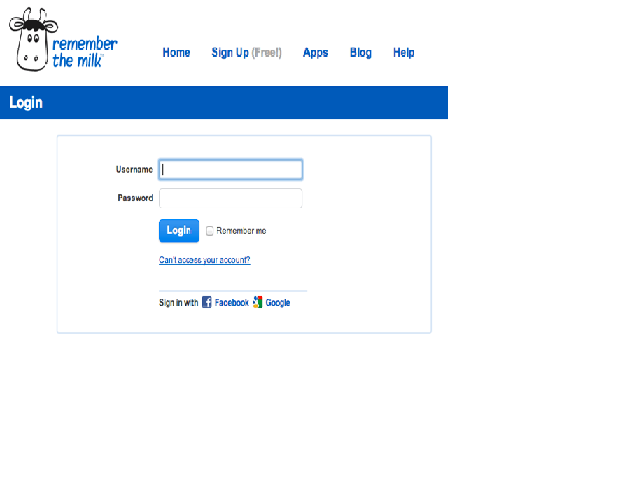 remember
the milk
Home Sign Up (Free!) Apps Blog Help
Login
Username
Password
Login Remember me
Can't access your account?
Sign in with Facebook Google